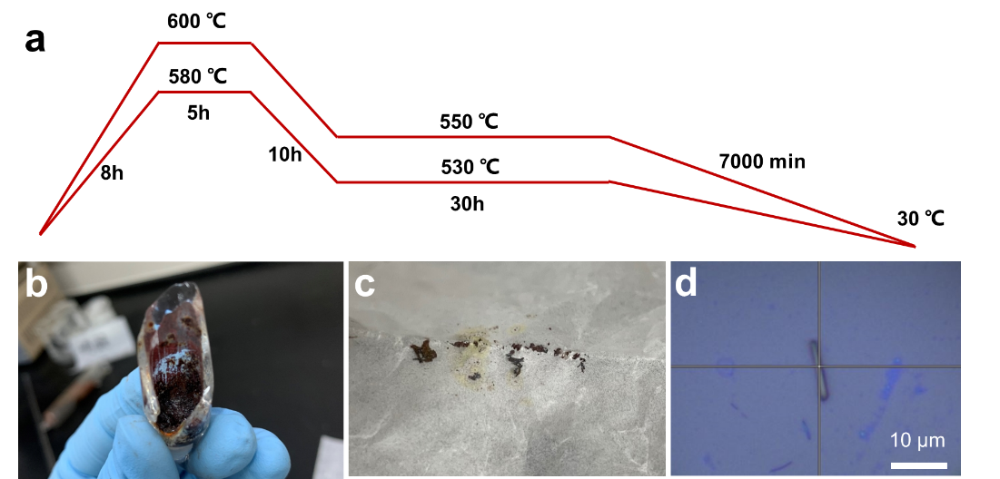 a
600 ℃
580 ℃
5h
8h
10h
550 ℃
530 ℃
30h
7000 min
30 ℃
b
c
d
10 μm